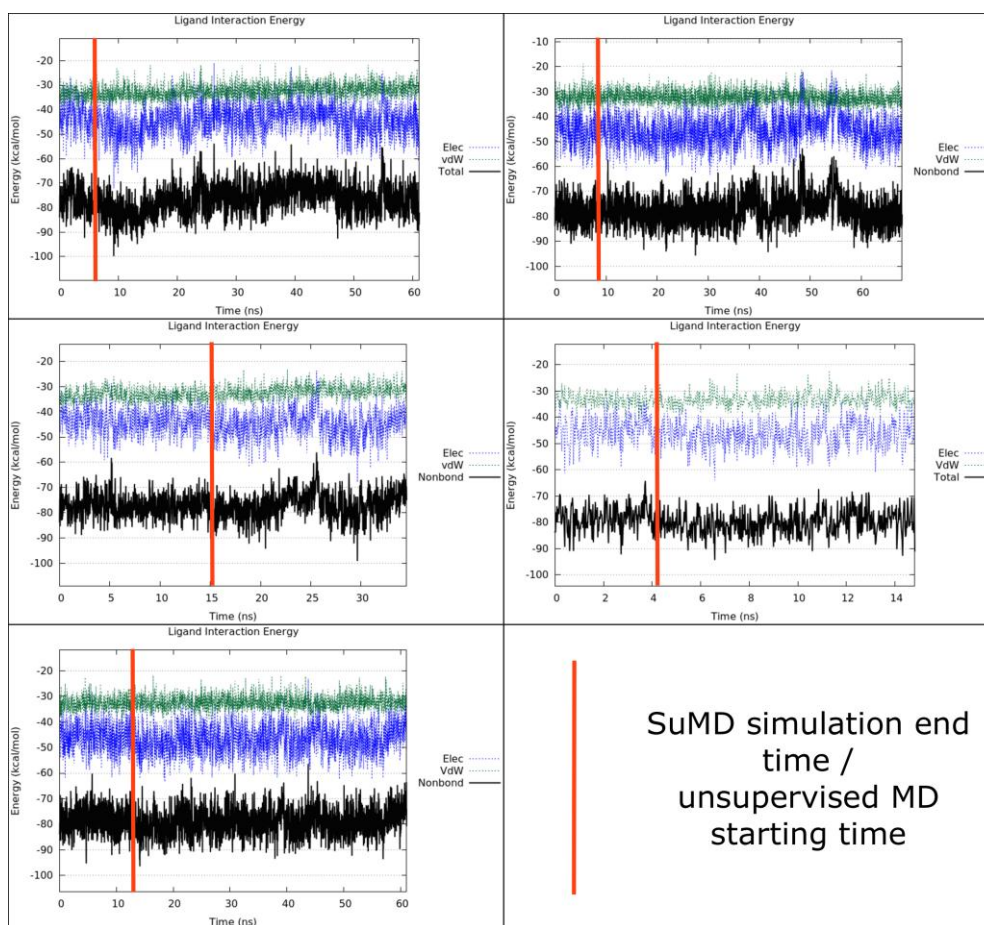 Ligand Interaction Energy
-20
-30
-40
-50
-60
-70
-80
-90
-100
Energy (kcal/mol)
0 10 20 30 40 50 60
Time (ns)
Elec
vdW
Total
Ligand Interaction Energy
-10
-20
-30
-40
-50
-60
-70
-80
-90
-100
Energy (kcal/mol)
0 10 20 30 40 50 60
Time (ns)
Elec
VdW
Nonbond
Ligand Interaction Energy
-20
-30
-40
-50
-60
-70
-80
-90
-100
Energy (kcal/mol)
0 5 10 15 20 25 30
Time (ns)
Elec
VdW
Nonbond
Ligand Interaction Energy
-20
-30
-40
-50
-60
-70
-80
-90
-100
Energy (kcal/mol)
0 2 4 6 8 10 12 14
Time (ns)
Elec
VdW
Total
Ligand Interaction Energy
-20
-30
-40
-50
-60
-70
-80
-90
-100
Energy (kcal/mol)
0 10 20 30 40 50 60
Time (ns)
Elec
VdW
Nonbond
SuMD simulation end
time /
unsupervised MD
starting time